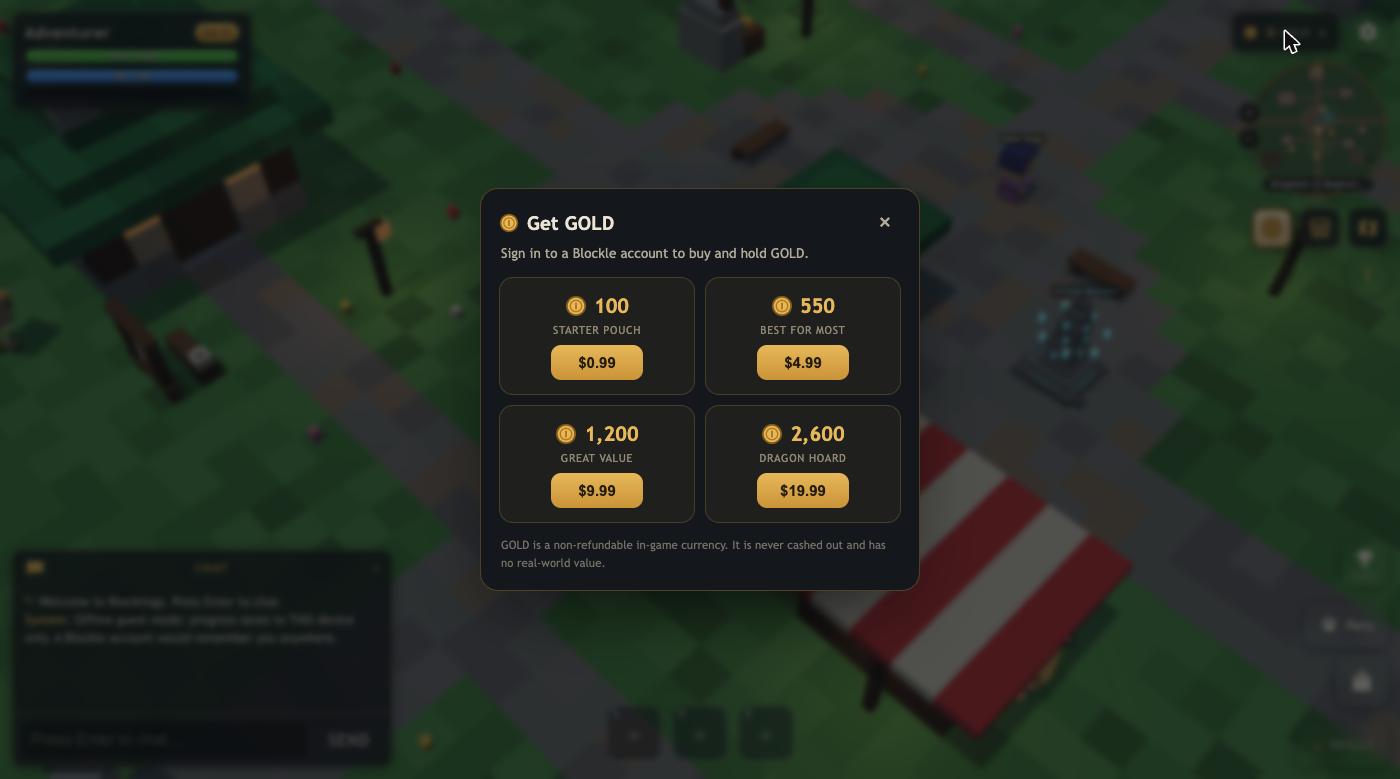 Adventurer
Get GOLD
×
Sign in to a Blockle account to buy and hold GOLD.
100
STARTER POUCH
$0.99
550
BEST FOR MOST
$4.99
1,200
GREAT VALUE
$9.99
2,600
DRAGON HOARD
$19.99
GOLD is a non-refundable in-game currency. It is never cashed out and has
no real-world value.
CHAT
Press Enter to chat.
System: Offline guest mode: progress saves to THIS device
only. A Blockle account would remember you anywhere.
Press Enter to chat...
SEND